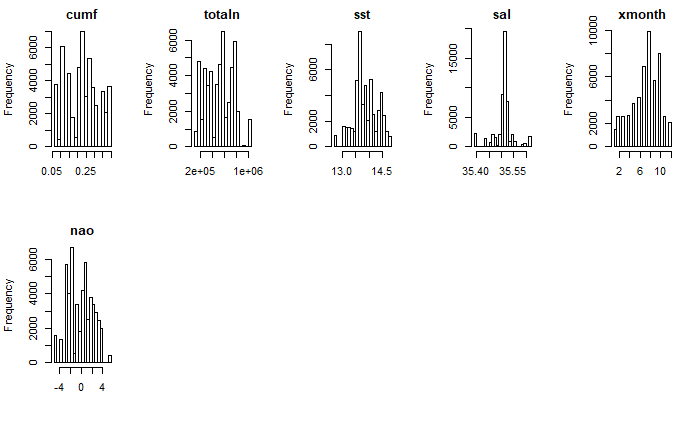 cumf
totaln
sst
sal
xmonth
Frequency
Frequency
Frequency
Frequency
Frequency
0 2000 4000 6000
0 2000 4000 6000
0 2000 6000
0 5000 15000
0 4000 10000
0.05 0.25
2e+05 1e+06
13.0 14.5
35.40 35.55
2 6 10
nao
Frequency
0 2000 4000 6000
-4 0 4